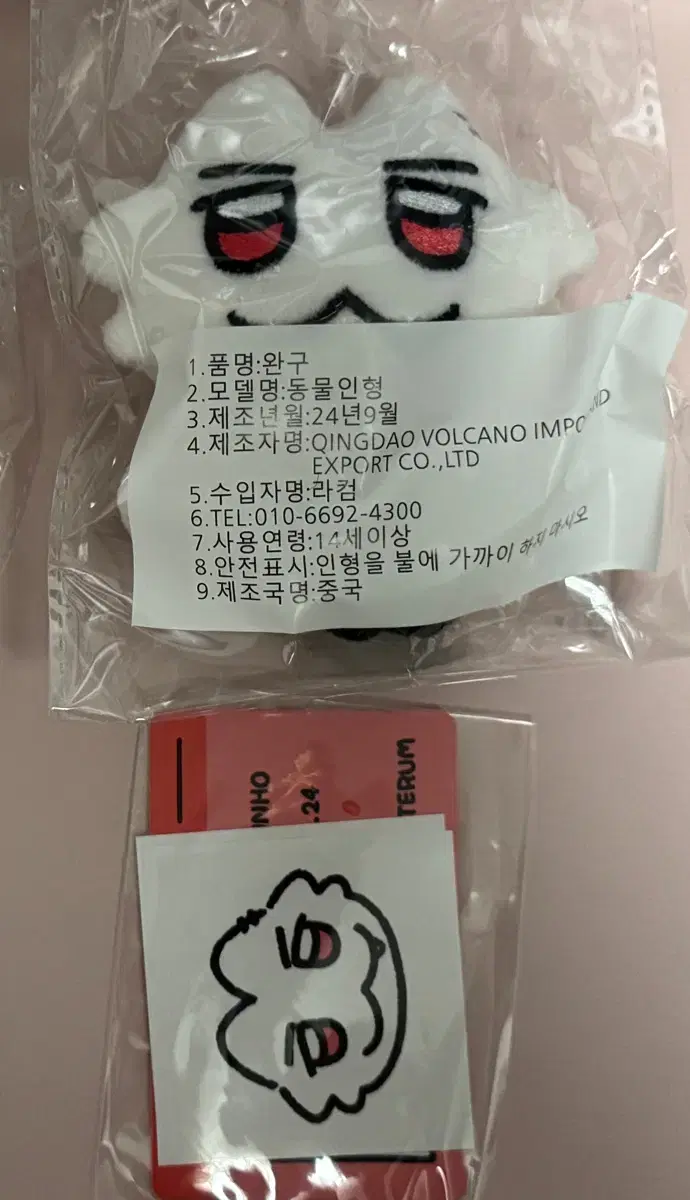 1.품명:완구
2.모델명:동물인형
3.제조년월:24년9월
4.제조자명:QINGDAO VOLCANO
EXPORT CO.,LTD
5.수입자명:라컴
6.TEL:010-6692-4300
7.사용연령:14세이상
8.안전표시:인형을 불에 가까이 하지 마시오
9.제조국명:중국
.24